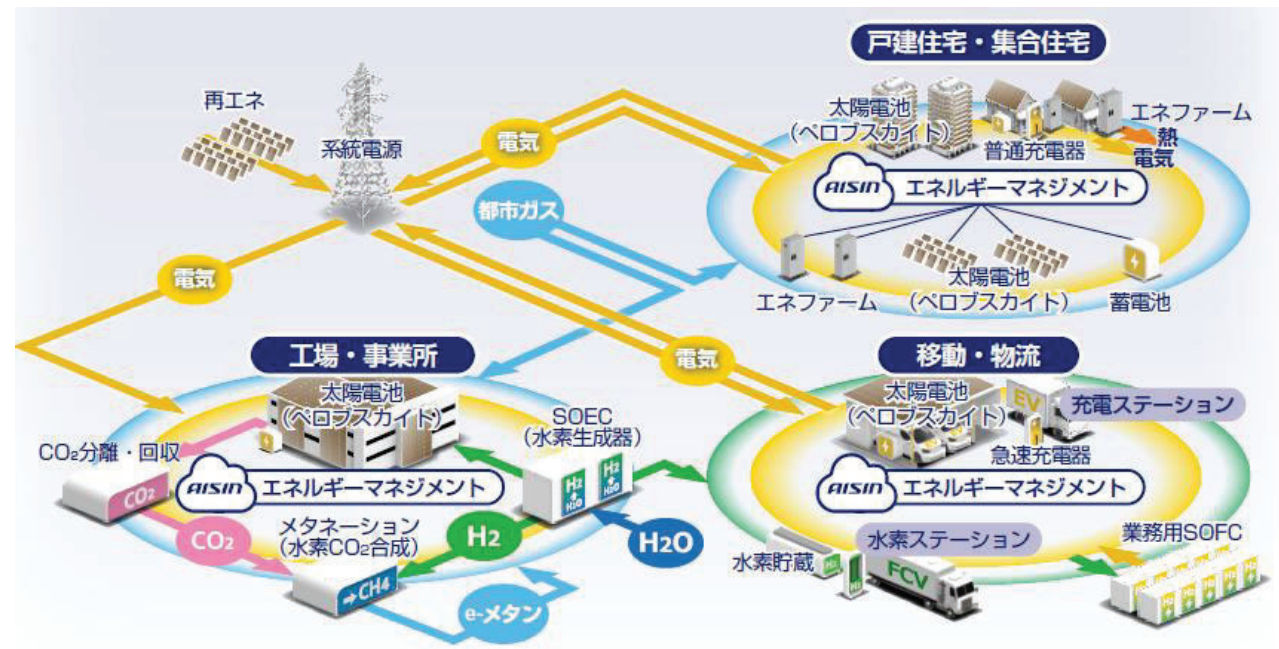 戸建住宅・集合住宅
再エネ
系統電源
電気
都市ガス
太陽電池
(ペロブスカイト)
普通充電器
エネファーム
熱
電気
AISIN エネルギーマネジメント
エネファーム
太陽電池
(ペロブスカイト)
蓄電池
電気
電気
工場・事業所
太陽電池
(ペロブスカイト)
SOEC
(水素生成器)
CO2分離・回収
CO2
AISIN エネルギーマネジメント
H2
H2O
H2
H2O
CO2
メタネーション
(水素CO2合成)
H2
H2O
→CH4
e-メタン
移動・物流
太陽電池
(ペロブスカイト)
EV
充電ステーション
急速充電器
AISIN エネルギーマネジメント
水素貯蔵
H2
水素ステーション
FCV
業務用SOFC
H2
H2
H2
H2
H2